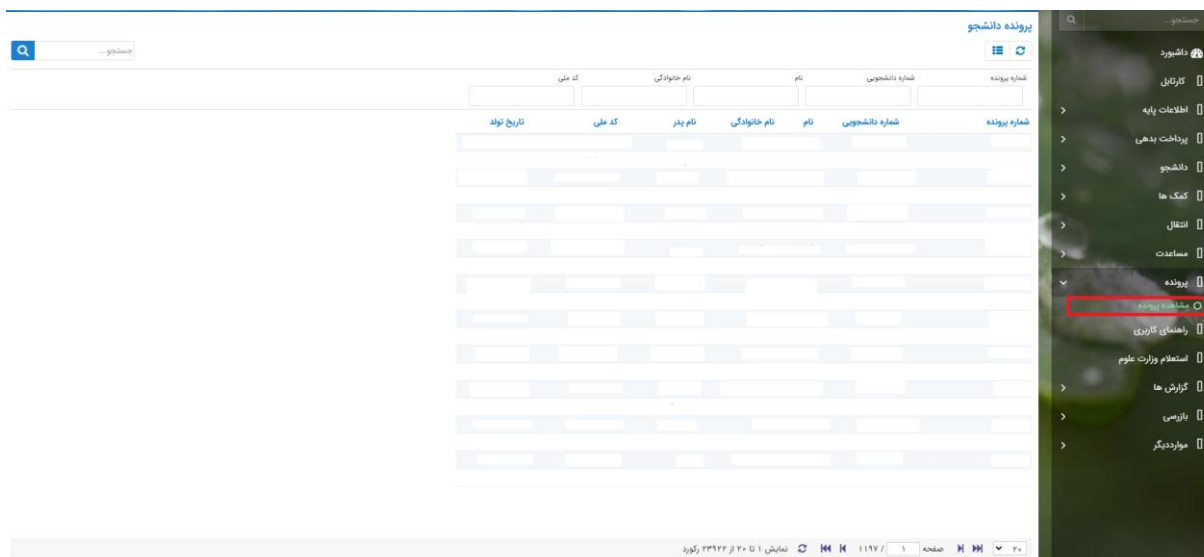 جستجو...
داشبورد
کارتابل
اطلاعات پایه
پرداخت بدهی
دانشجو
کمک ها
انتقال
مساعدت
پرونده
مشاهده پرونده
راهنمای کاربری
استعلام وزارت علوم
گزارش ها
بازرسی
مواردديگر
پرونده دانشجو
جستجو...
شماره پرونده شماره دانشجویی نام نام خانوادگی کد ملی
شماره پرونده شماره دانشجویی نام نام خانوادگی نام پدر کد ملی تاریخ تولد
۲۰ صفحه ۱ / ۱۱۹۷ نمایش ۱ تا ۲۰ از ۲۳۹۲۲ رکورد